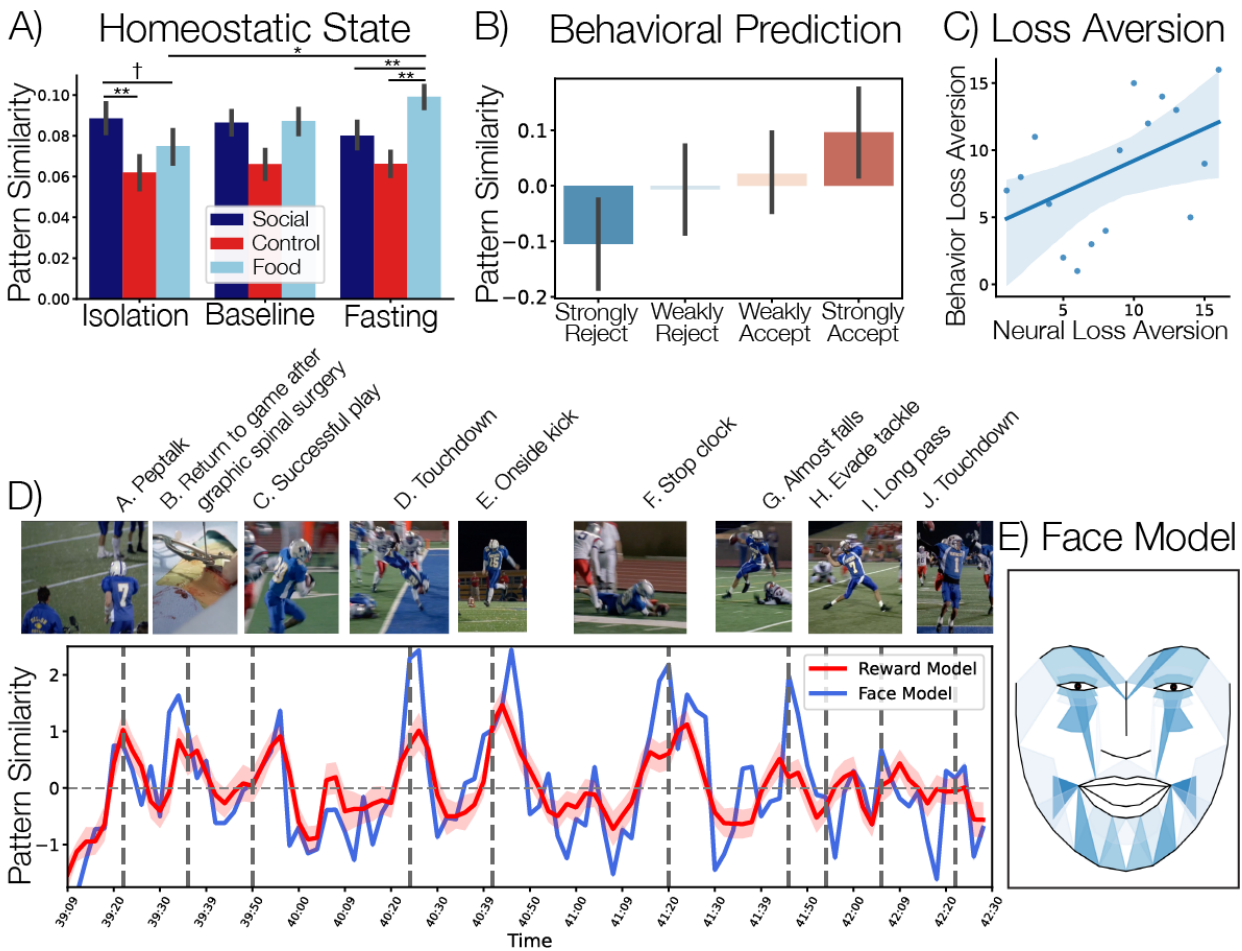 A) Homeostatic State
*
† **
** **
Pattern Similarity
0.10
0.08
0.06
0.04
0.02
0.00
Social
Control
Food
Isolation Baseline Fasting
B) Behavioral Prediction
Pattern Similarity
0.1
0.0
−0.1
−0.2
Strongly Reject
Weakly Reject
Weakly Accept
Strongly Accept
C) Loss Aversion
Behavior Loss Aversion
15
10
5
0
5 10 15
Neural Loss Aversion
D)
A. Peptalk
B. Return to game after
graphic spinal surgery
C. Successful play
D. Touchdown
E. Onside kick
F. Stop clock
G. Almost falls
H. Evade tackle
I. Long pass
J. Touchdown
7
15
7
1
Reward Model
Face Model
Pattern Similarity
2
1
0
−1
39:09 39:20 39:30 39:39 39:50 40:00 40:09 40:20 40:30 40:39 40:50 41:00 41:09 41:20 41:30 41:39 41:50 42:00 42:09 42:20 42:30
Time
E) Face Model